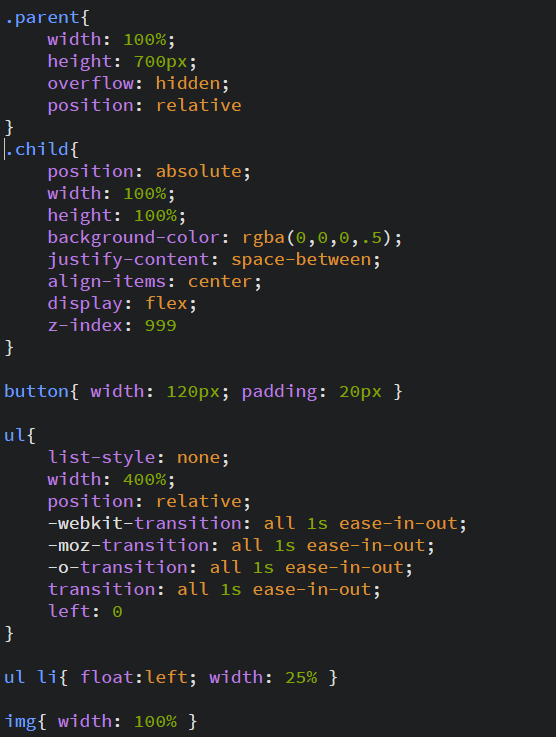 .parent{
    width: 100%;
    height: 700px;
    overflow: hidden;
    position: relative
}
.child{
    position: absolute;
    width: 100%;
    height: 100%;
    background-color: rgba(0,0,0,.5);
    justify-content: space-between;
    align-items: center;
    display: flex;
    z-index: 999
}

button{ width: 120px; padding: 20px }

ul{
    list-style: none;
    width: 400%;
    position: relative;
    -webkit-transition: all 1s ease-in-out;
    -moz-transition: all 1s ease-in-out;
    -o-transition: all 1s ease-in-out;
    transition: all 1s ease-in-out;
    left: 0
}

ul li{ float:left; width: 25% }

img{ width: 100% }